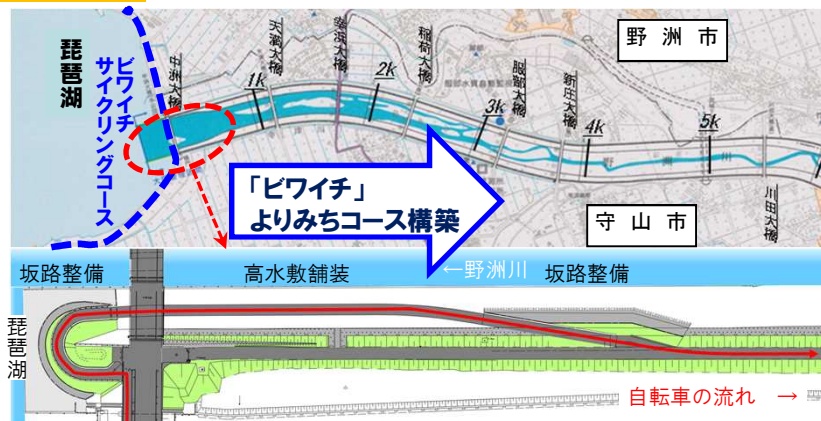 琵琶湖
ビワイチ
サイクリングコース
中洲大橋
1k
天満大橋
幸浜大橋
2k
稲荷大橋
3k
服部大橋
新庄大橋
4k
5k
川田大橋
野洲市
守山市
「ビワイチ」
よりみちコース構築
坂路整備
高水敷舗装
←野洲川
坂路整備
琵琶湖
自転車の流れ →